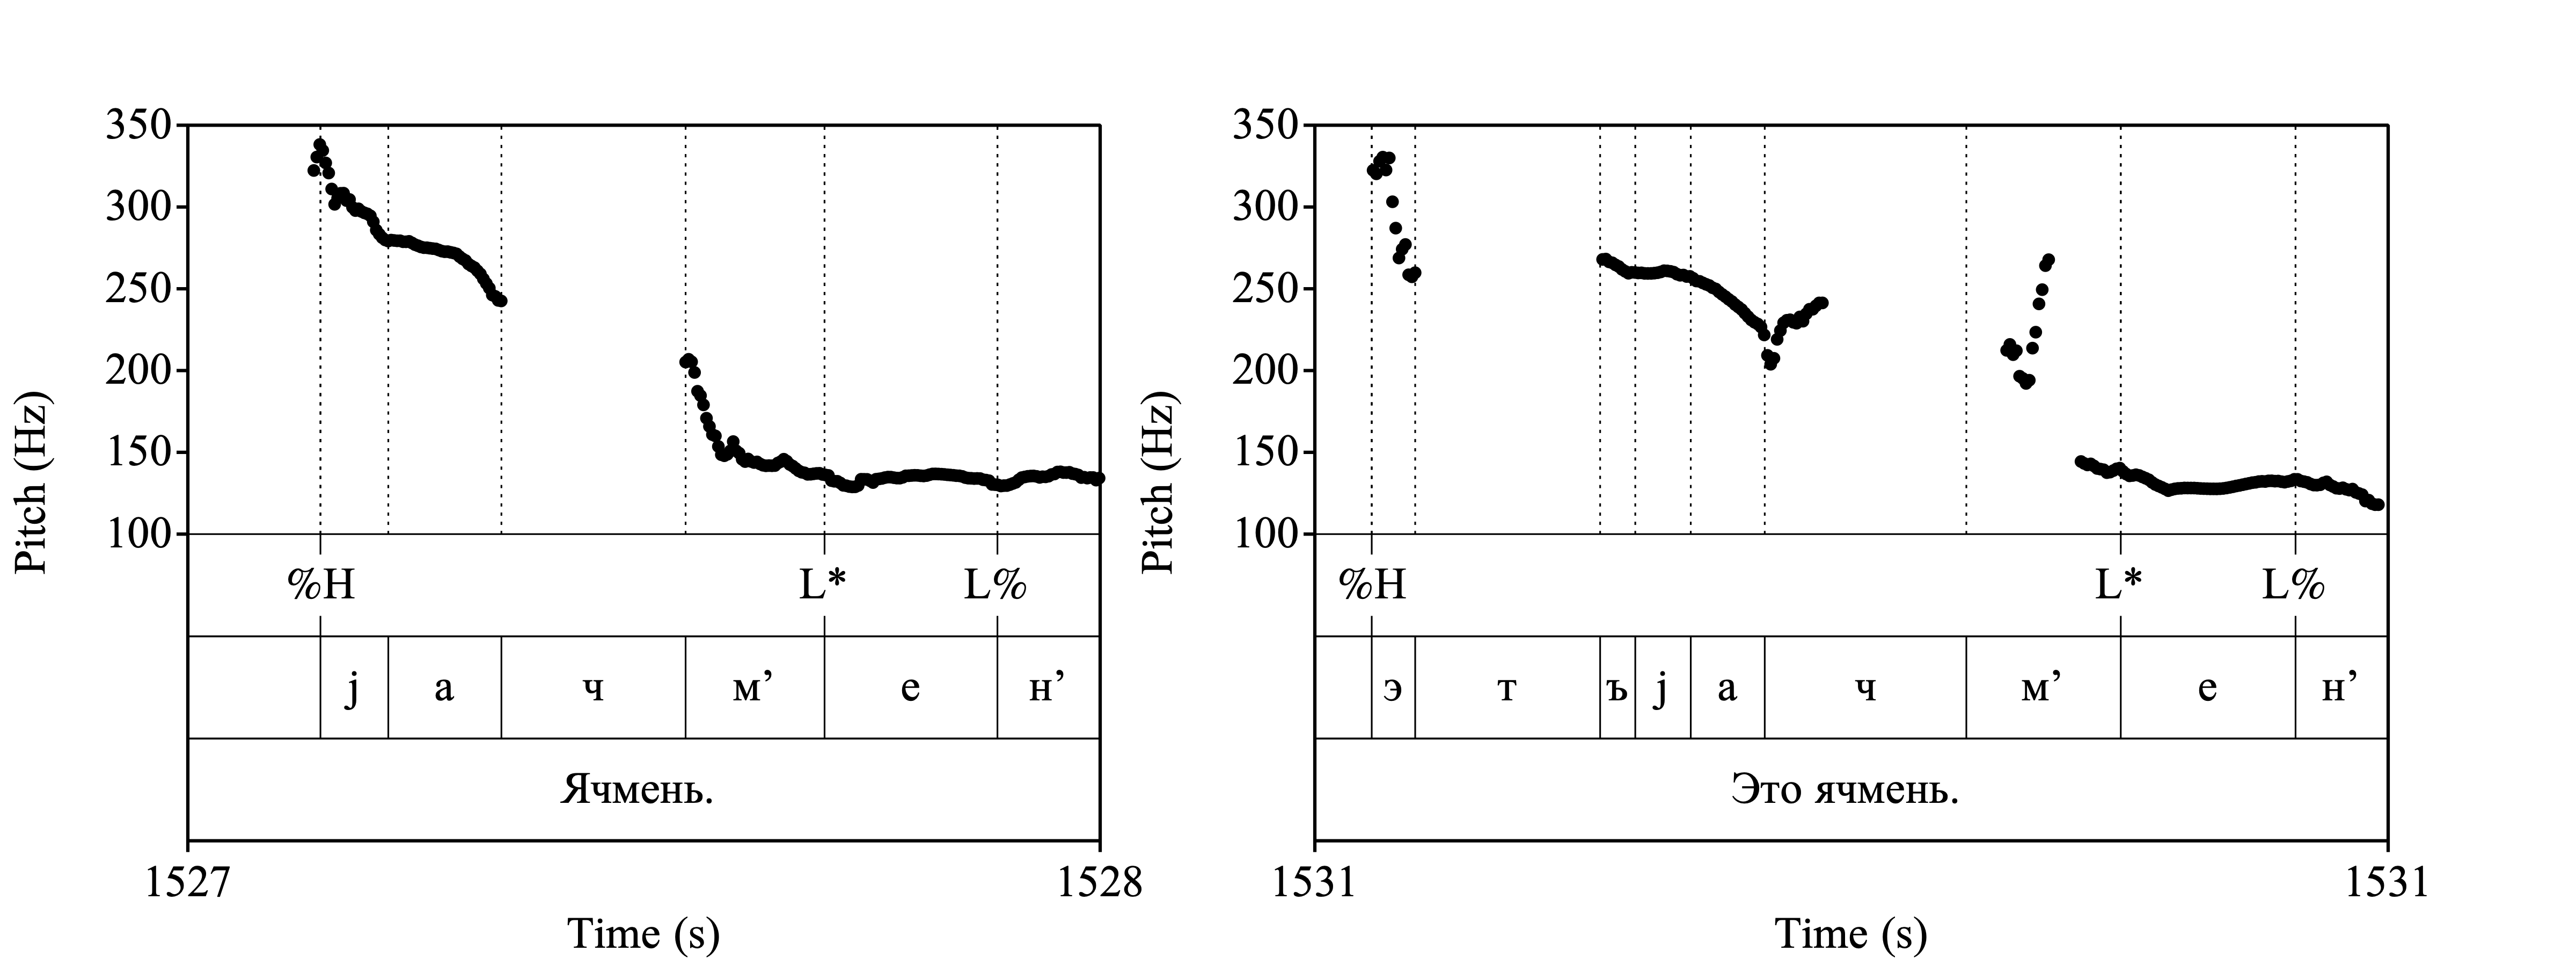 Pitch (Hz)
350
300
250
200
150
100
%H L* L%
j а ч м’ е н’
Ячмень.
1527 1528
Time (s)
Pitch (Hz)
350
300
250
200
150
100
%H L* L%
э т ъ j а ч м’ е н’
Это ячмень.
1531 1531
Time (s)